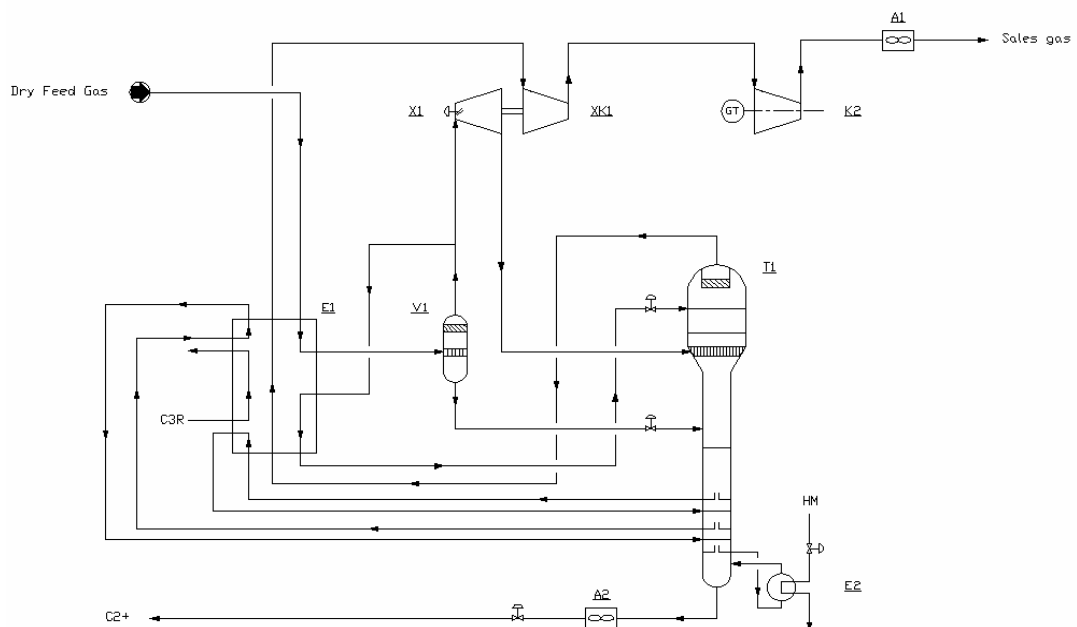 A1
Sales gas
Dry Feed Gas
X1
XK1
GT
K2
T1
E1
V1
C3R
HM
E2
A2
C2+